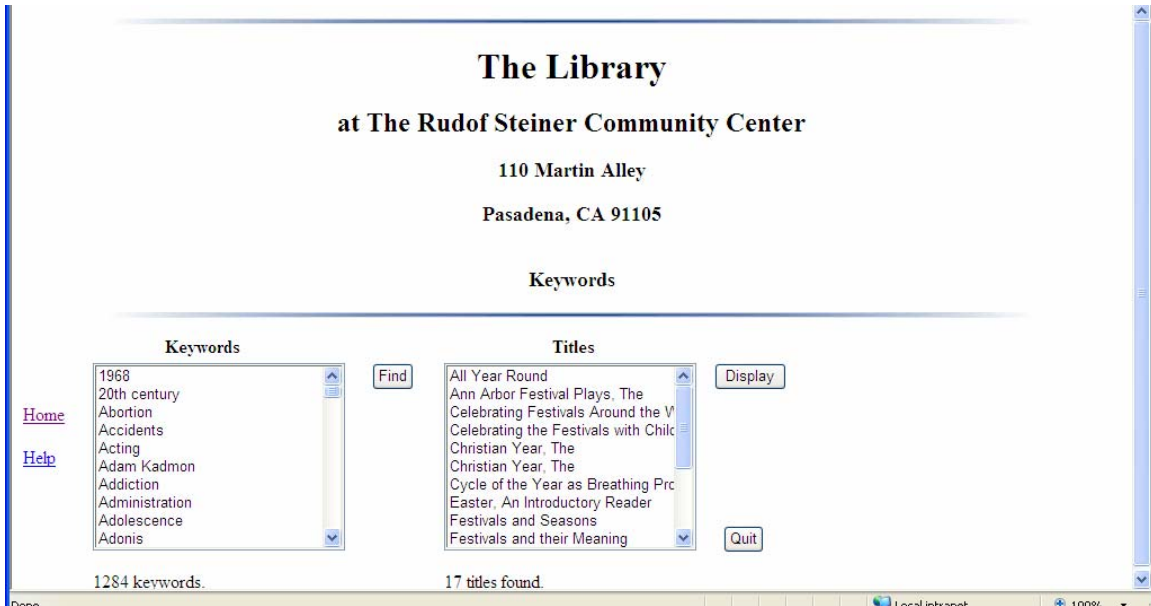 The Library
at The Rudof Steiner Community Center
110 Martin Alley
Pasadena, CA 91105
Keywords
Keywords
Titles
1968
20th century
Abortion
Accidents
Acting
Adam Kadmon
Addiction
Administration
Adolescence
Adonis
Find
All Year Round
Ann Arbor Festival Plays, The
Celebrating Festivals Around the W
Celebrating the Festivals with Chilc
Christian Year, The
Christian Year, The
Cycle of the Year as Breathing Prc
Easter, An Introductory Reader
Festivals and Seasons
Festivals and their Meaning
Display
Quit
Home
Help
1284 keywords.
17 titles found.
Done
Local intranet
100%